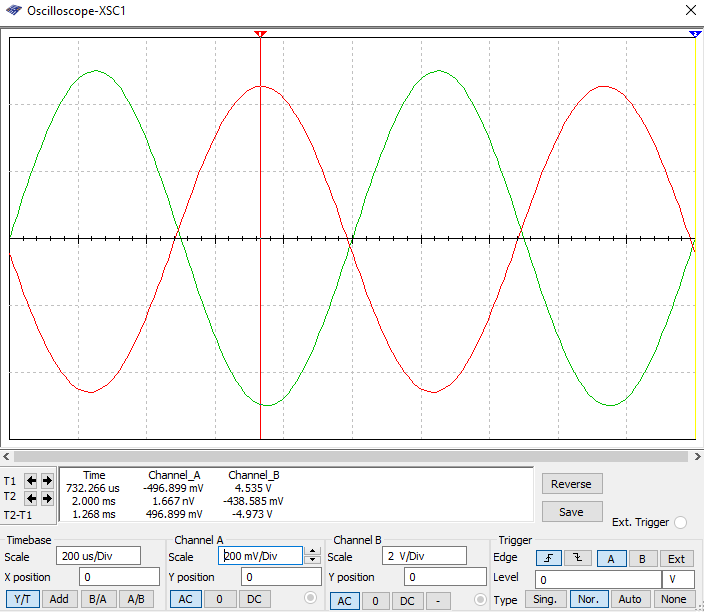 Oscilloscope-XSC1
1
2
Time Channel_A Channel_B
T1 732.266 us -496.899 mV 4.535 V
T2 2.000 ms 1.667 nV -438.585 mV
T2-T1 1.268 ms 496.899 mV -4.973 V
Reverse
Save
Ext. Trigger
Timebase Channel A Channel B Trigger
Scale 200 us/Div Scale 200 mV/Div Scale 2 V/Div Edge A B Ext
X position 0 Y position 0 Y position 0 Level 0 V
Y/T Add B/A A/B AC 0 DC AC 0 DC - Type Sing. Nor. Auto None